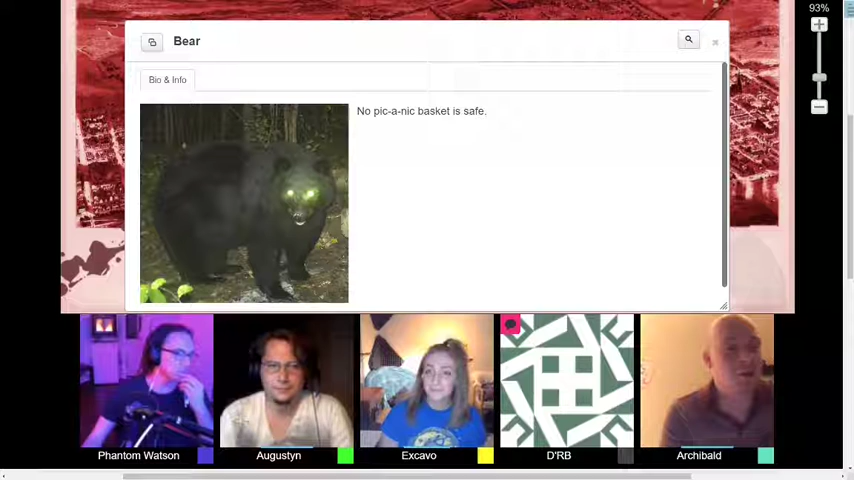 93%
Bear
Bio & Info
No pic-a-nic basket is safe.
Phantom Watson
Augustyn
Excavo
D'RB
Archibald